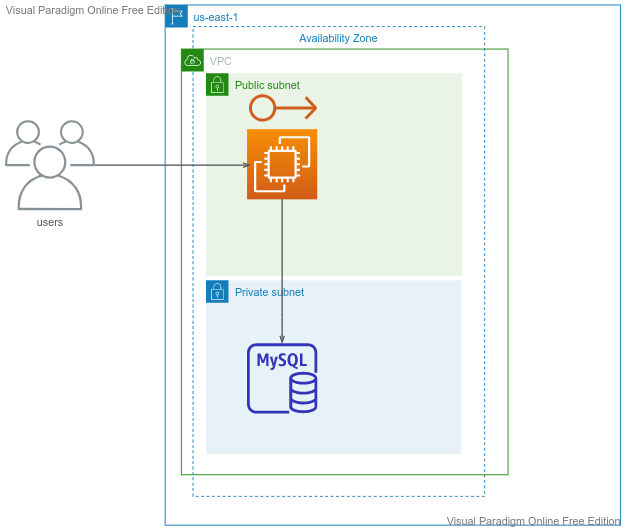 Visual Paradigm Online Free Edition
us-east-1
Availability Zone
VPC
Public subnet
users
Private subnet
MySQL
Visual Paradigm Online Free Edition